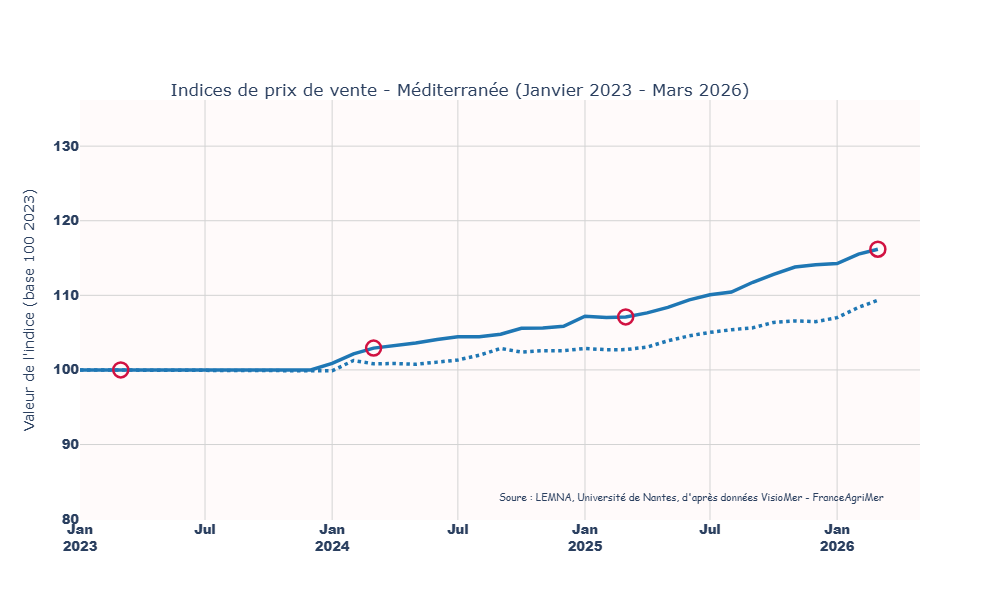 Indices de prix de vente - Méditerranée (Janvier 2023 - Mars 2026)
Valeur de l'indice (base 100 2023)
130
120
110
100
90
80
Soure : LEMNA, Université de Nantes, d'après données VisioMer - FranceAgriMer
Jan Jul Jan Jul Jan Jul Jan
2023 2024 2025 2026